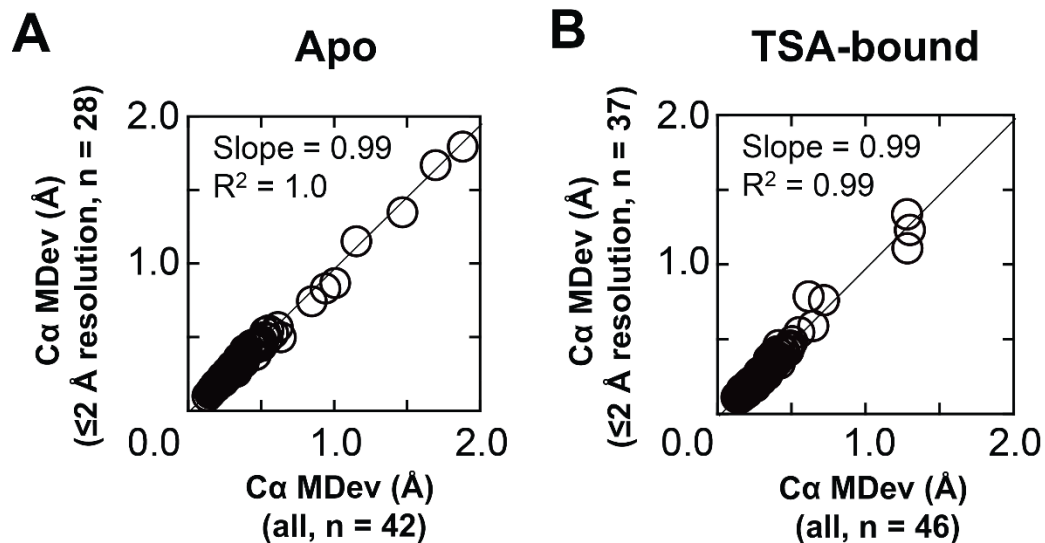 A
Apo
Cα MDev (Å)
(≤2 Å resolution, n = 28)
2.0
1.0
0.0
Slope = 0.99
R² = 1.0
1.0
2.0
Cα MDev (Å)
(all, n = 42)
B
TSA-bound
Cα MDev (Å)
(≤2 Å resolution, n = 37)
2.0
1.0
0.0
Slope = 0.99
R² = 0.99
1.0
2.0
Cα MDev (Å)
(all, n = 46)